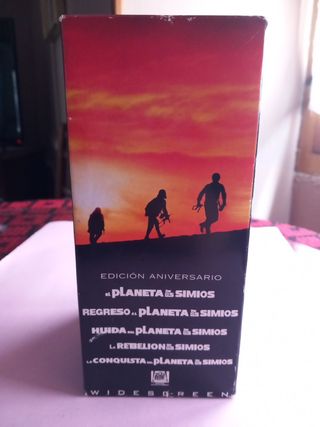 EDICIÓN ANIVERSARIO
EL PLANETA DE LOS SIMIOS
REGRESO AL PLANETA DE LOS SIMIOS
HUIDA DEL PLANETA DE LOS SIMIOS
LA REBELION DE LOS SIMIOS
LA CONQUISTA DEL PLANETA DE LOS SIMIOS
WIDESCREEN